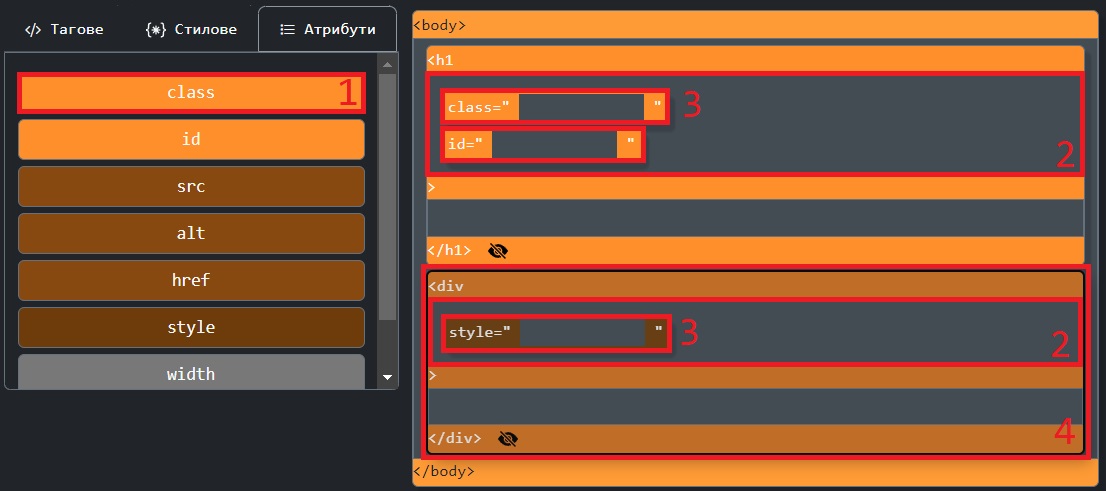 </> Тагове {*} Стилове Атрибути
class 1
id
src
alt
href
style
width
<body>
<h1
class=" " 3
id=" "
2
>
</h1>
<div
style=" " 3
2
>
</div>
4
</body>